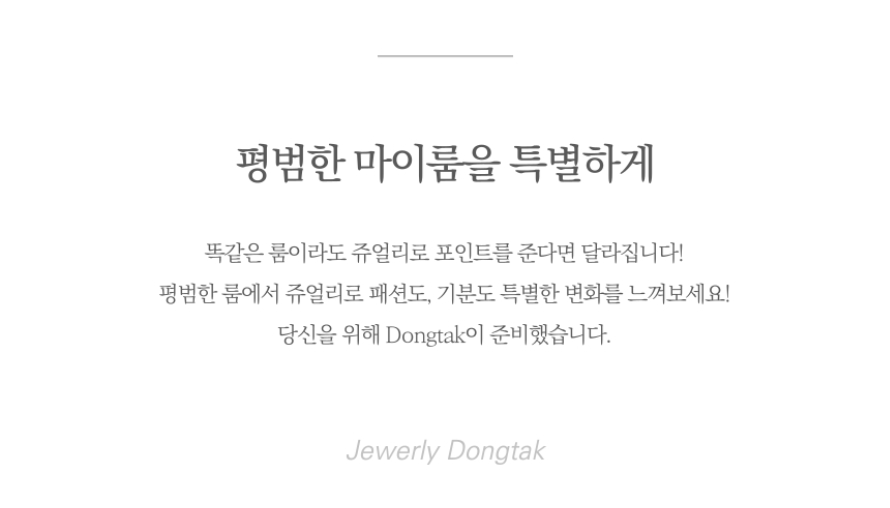 평범한 마이룸을 특별하게
똑같은 룸이라도 쥬얼리로 포인트를 준다면 달라집니다!
평범한 룸에서 쥬얼리로 패션도, 기분도 특별한 변화를 느껴보세요!
당신을 위해 Dongtak이 준비했습니다.
Jewerly Dongtak